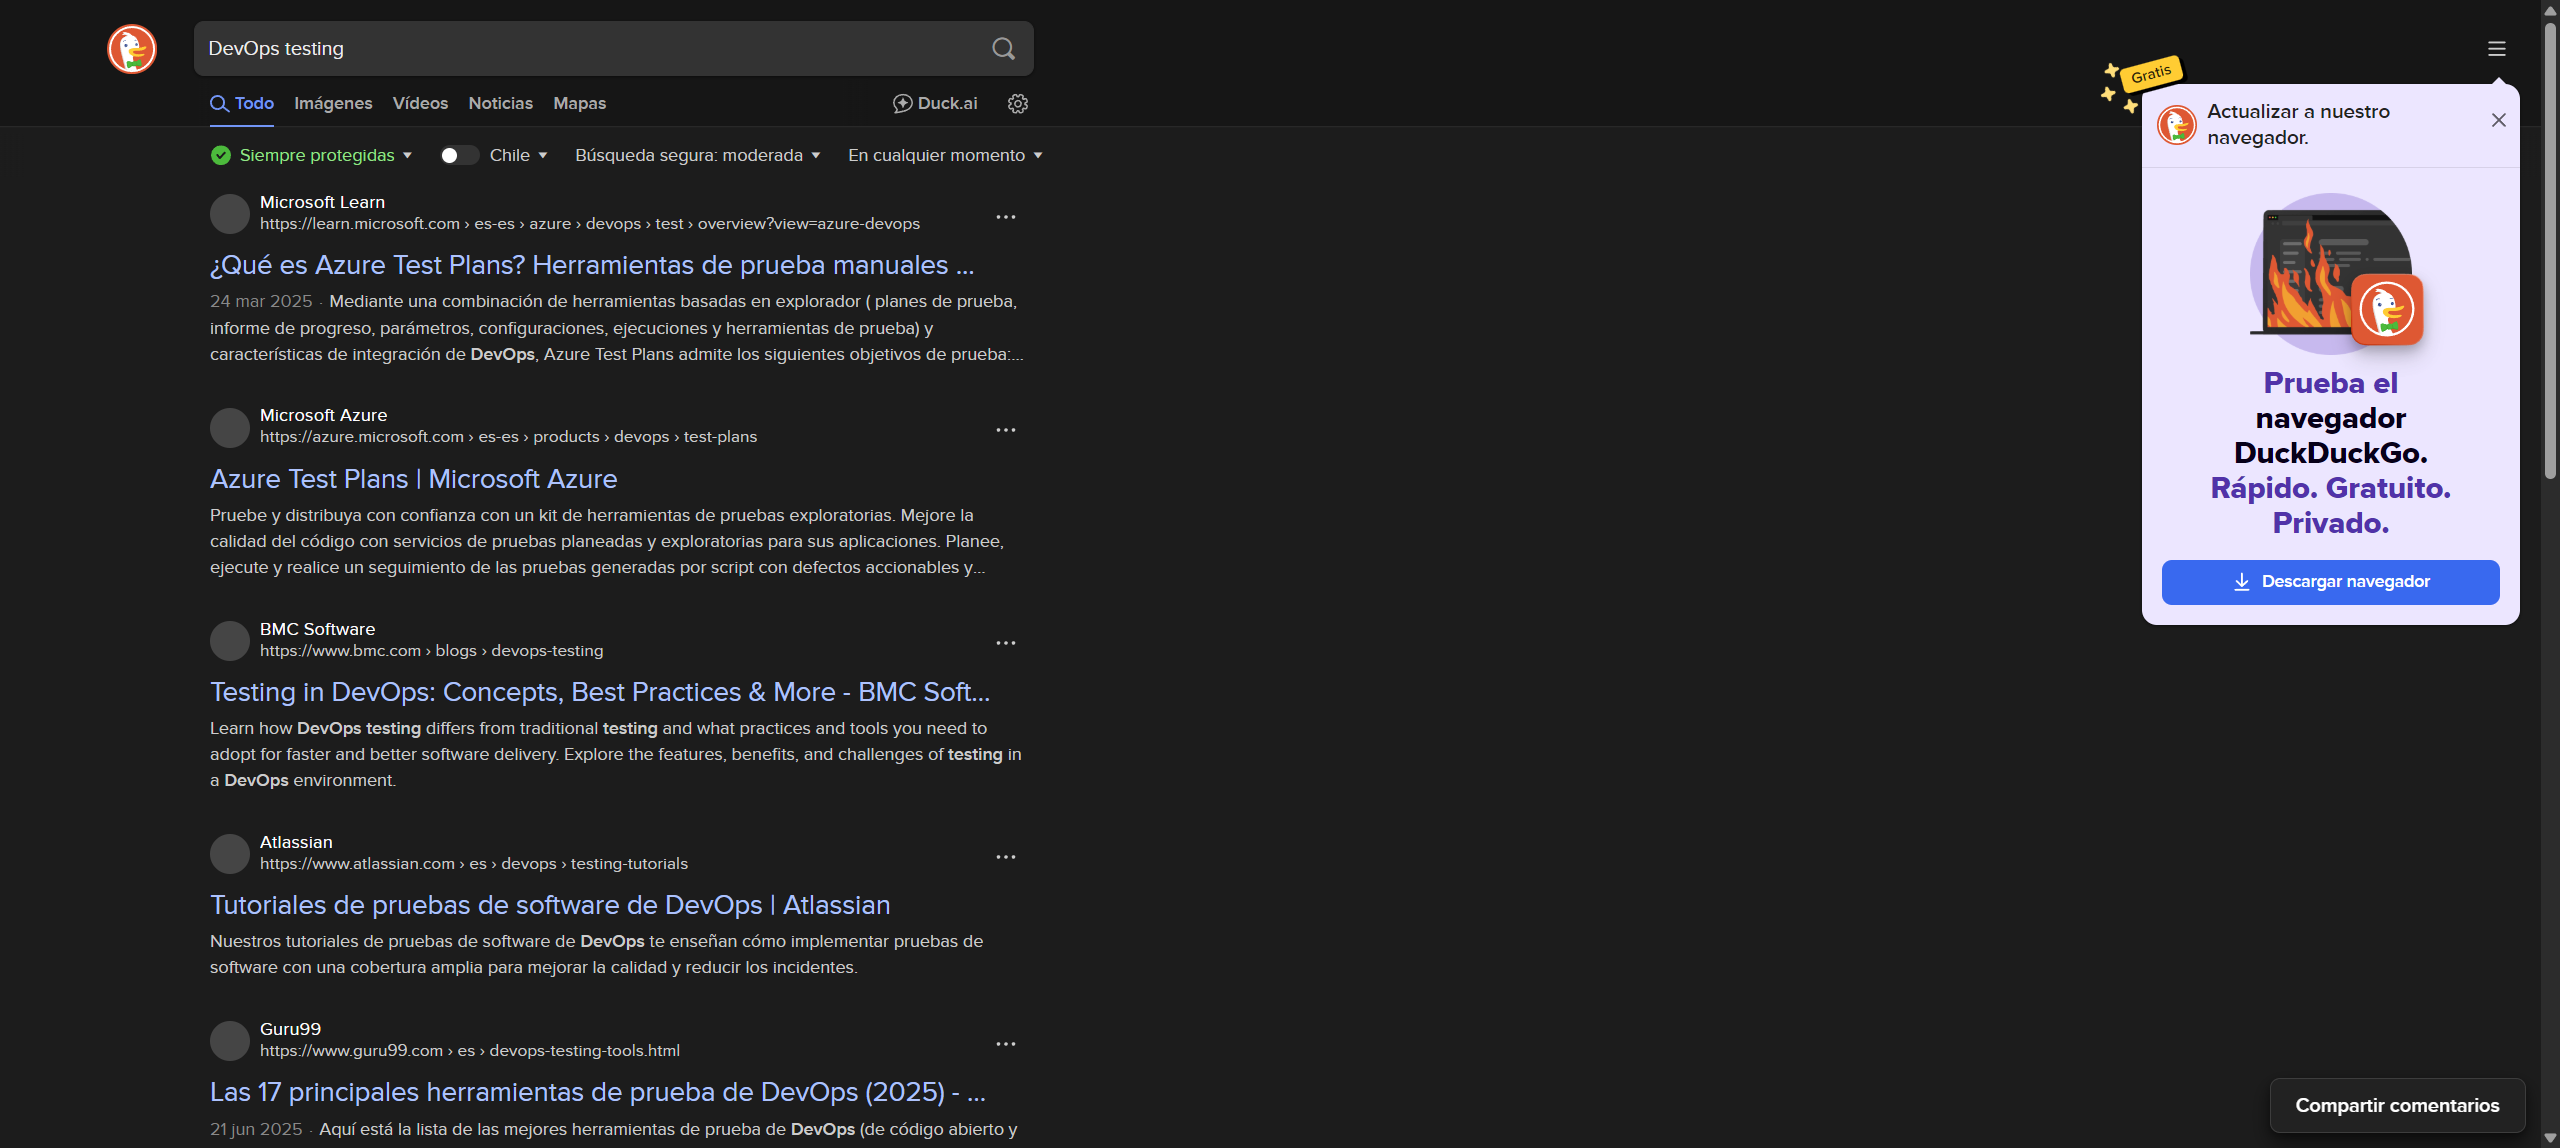 DevOps testing
Todo
Imágenes
Vídeos
Noticias
Mapas
Duck.ai
Siempre protegidas
Chile
Búsqueda segura: moderada
En cualquier momento
Microsoft Learn
https://learn.microsoft.com › es-es › azure › devops › test › overview?view=azure-devops
¿Qué es Azure Test Plans? Herramientas de prueba manuales ...
24 mar 2025 · Mediante una combinación de herramientas basadas en explorador ( planes de prueba,
informe de progreso, parámetros, configuraciones, ejecuciones y herramientas de prueba) y
características de integración de DevOps, Azure Test Plans admite los siguientes objetivos de prueba:...
Microsoft Azure
https://azure.microsoft.com › es-es › products › devops › test-plans
Azure Test Plans | Microsoft Azure
Pruebe y distribuya con confianza con un kit de herramientas de pruebas exploratorias. Mejore la
calidad del código con servicios de pruebas planeadas y exploratorias para sus aplicaciones. Planee,
ejecute y realice un seguimiento de las pruebas generadas por script con defectos accionables y...
BMC Software
https://www.bmc.com › blogs › devops-testing
Testing in DevOps: Concepts, Best Practices & More - BMC Soft...
Learn how DevOps testing differs from traditional testing and what practices and tools you need to
adopt for faster and better software delivery. Explore the features, benefits, and challenges of testing in
a DevOps environment.
Atlassian
https://www.atlassian.com › es › devops › testing-tutorials
Tutoriales de pruebas de software de DevOps | Atlassian
Nuestros tutoriales de pruebas de software de DevOps te enseñan cómo implementar pruebas de
software con una cobertura amplia para mejorar la calidad y reducir los incidentes.
Guru99
https://www.guru99.com › es › devops-testing-tools.html
Las 17 principales herramientas de prueba de DevOps (2025) - ...
21 jun 2025 · Aquí está la lista de las mejores herramientas de prueba de DevOps (de código abierto y
Gratis
Actualizar a nuestro
navegador.
Prueba el
navegador
DuckDuckGo.
Rápido. Gratuito.
Privado.
Descargar navegador
Compartir comentarios